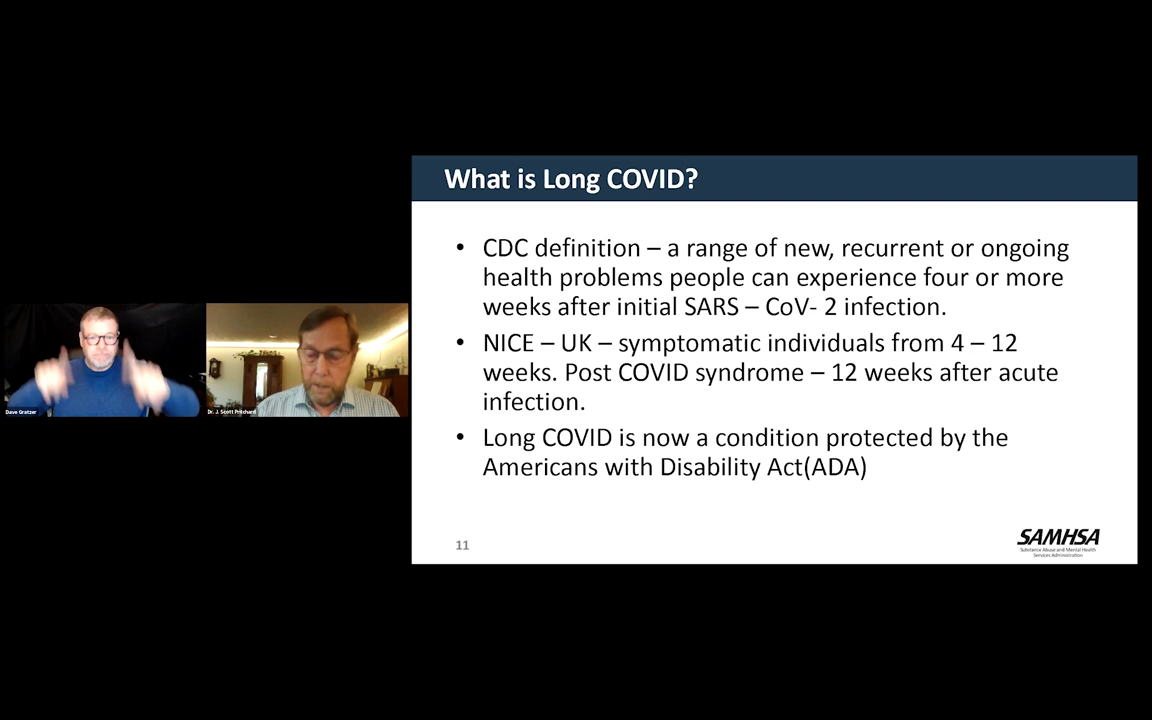 What is Long COVID?
• CDC definition – a range of new, recurrent or ongoing
health problems people can experience four or more
weeks after initial SARS – CoV- 2 infection.
• NICE – UK – symptomatic individuals from 4 – 12
weeks. Post COVID syndrome – 12 weeks after acute
infection.
• Long COVID is now a condition protected by the
Americans with Disability Act(ADA)
11
SAMHSA
Substance Abuse and Mental Health
Services Administration
Dave Gratzer
Dr. J. Scott Pritchard